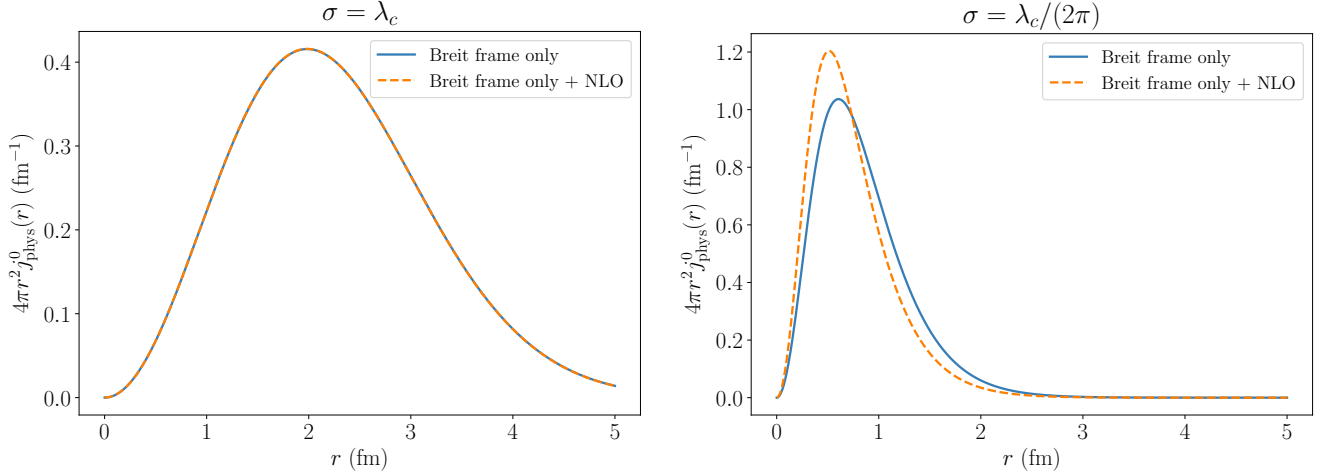 σ = λ_c
Breit frame only
Breit frame only + NLO
4πr²j⁰_phys(r) (fm⁻¹)
0.4
0.3
0.2
0.1
0.0
0 1 2 3 4 5
r (fm)
σ = λ_c/(2π)
Breit frame only
Breit frame only + NLO
4πr²j⁰_phys(r) (fm⁻¹)
1.2
1.0
0.8
0.6
0.4
0.2
0.0
0 1 2 3 4 5
r (fm)